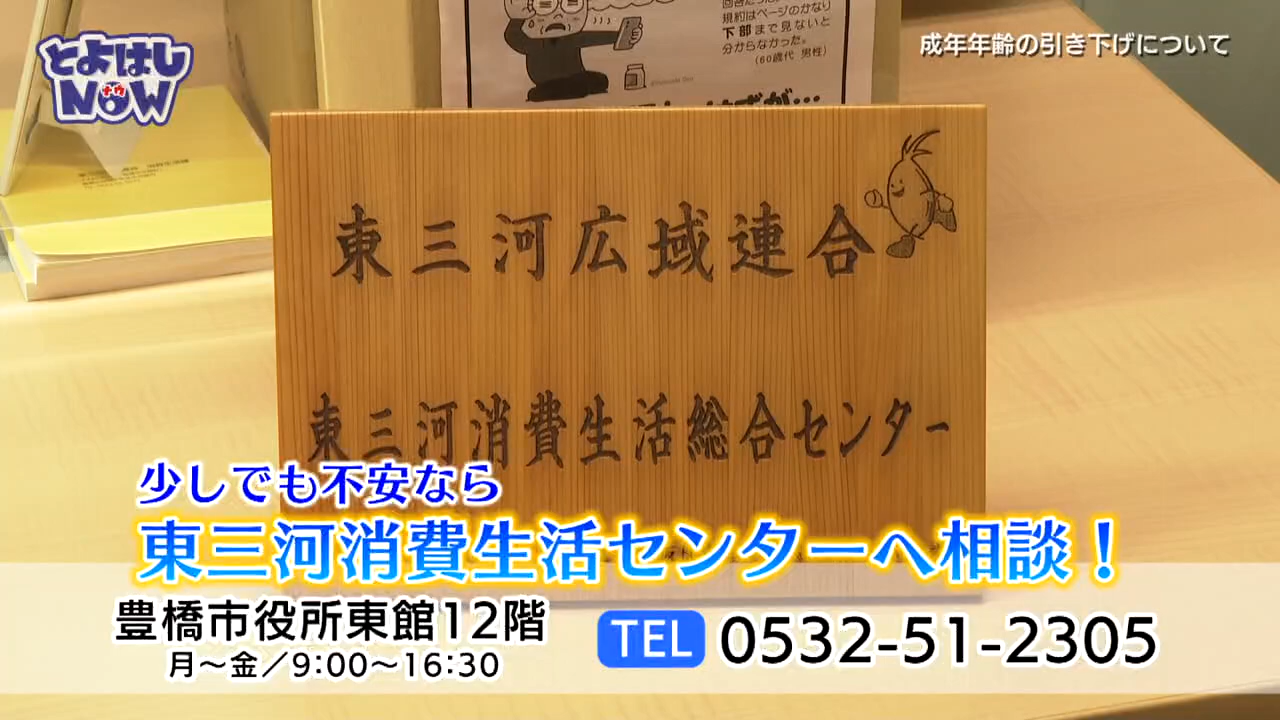 とよはし
NOW
ナウ
成年年齢の引き下げについて
規約はページのかなり
下部まで見ないと
分からなかった。
(60歳代 男性)
東三河広域連合
東三河消費生活総合センター
少しでも不安なら
東三河消費生活センターへ相談！
豊橋市役所東館12階
月～金／9:00～16:30
TEL 0532-51-2305